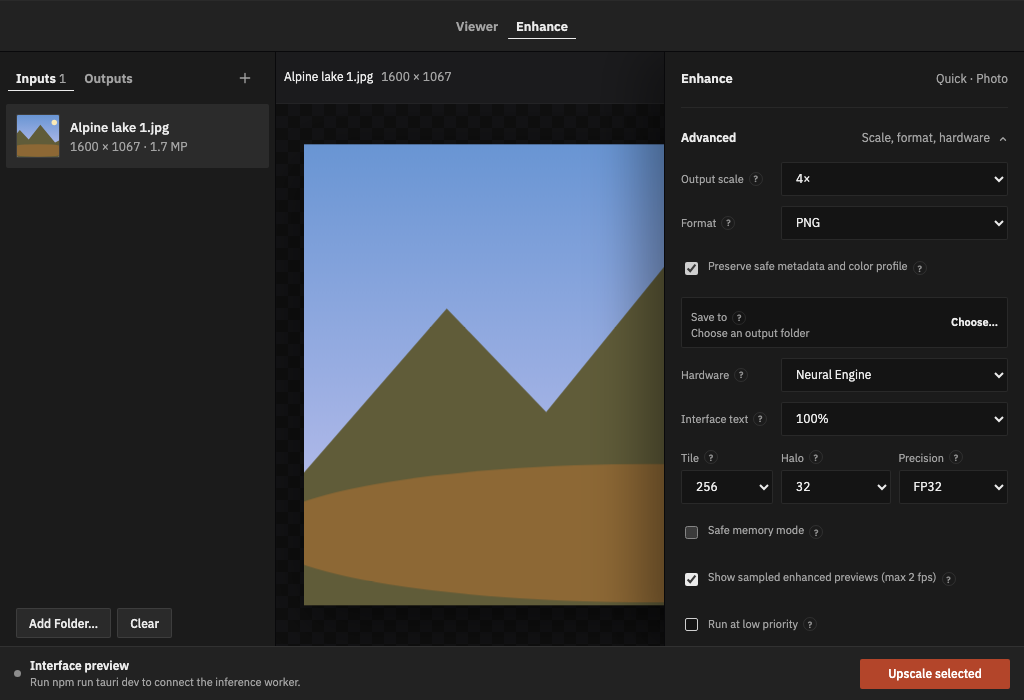 Viewer Enhance
Inputs 1 Outputs +
Alpine lake 1.jpg
1600 × 1067 · 1.7 MP
Add Folder... Clear
Alpine lake 1.jpg 1600 × 1067
Enhance Quick · Photo
Advanced Scale, format, hardware
Output scale ? 4×
Format ? PNG
Preserve safe metadata and color profile ?
Save to ?
Choose an output folder
Choose...
Hardware ? Neural Engine
Interface text ? 100%
Tile ? Halo ? Precision ?
256 32 FP32
Safe memory mode ?
Show sampled enhanced previews (max 2 fps) ?
Run at low priority ?
Interface preview
Run npm run tauri dev to connect the inference worker.
Upscale selected